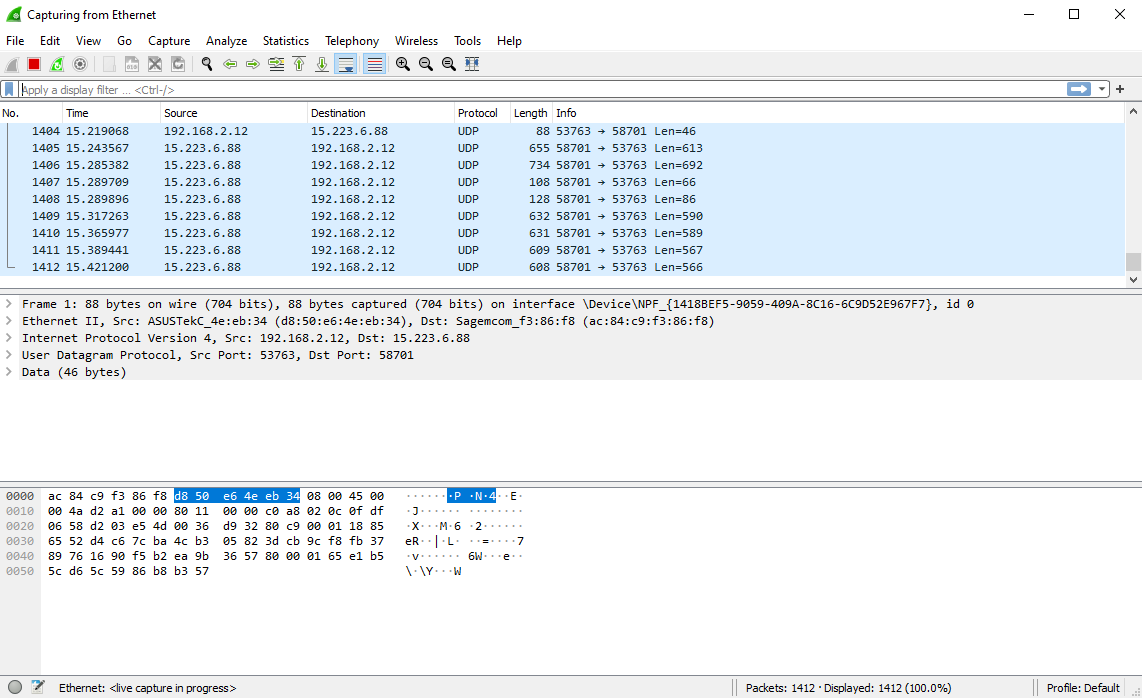 Capturing from Ethernet
File Edit View Go Capture Analyze Statistics Telephony Wireless Tools Help
Apply a display filter ... <Ctrl-/>
No. Time Source Destination Protocol Length Info
1404 15.219068 192.168.2.12 15.223.6.88 UDP 88 53763 → 58701 Len=46
1405 15.243567 15.223.6.88 192.168.2.12 UDP 655 58701 → 53763 Len=613
1406 15.285382 15.223.6.88 192.168.2.12 UDP 734 58701 → 53763 Len=692
1407 15.289709 15.223.6.88 192.168.2.12 UDP 108 58701 → 53763 Len=66
1408 15.289896 15.223.6.88 192.168.2.12 UDP 128 58701 → 53763 Len=86
1409 15.317263 15.223.6.88 192.168.2.12 UDP 632 58701 → 53763 Len=590
1410 15.365977 15.223.6.88 192.168.2.12 UDP 631 58701 → 53763 Len=589
1411 15.389441 15.223.6.88 192.168.2.12 UDP 609 58701 → 53763 Len=567
1412 15.421200 15.223.6.88 192.168.2.12 UDP 608 58701 → 53763 Len=566
Frame 1: 88 bytes on wire (704 bits), 88 bytes captured (704 bits) on interface \Device\NPF_{1418BEF5-9059-409A-8C16-6C9D52E967F7}, id 0
Ethernet II, Src: ASUSTekC_4e:eb:34 (d8:50:e6:4e:eb:34), Dst: Sagemcom_f3:86:f8 (ac:84:c9:f3:86:f8)
Internet Protocol Version 4, Src: 192.168.2.12, Dst: 15.223.6.88
User Datagram Protocol, Src Port: 53763, Dst Port: 58701
Data (46 bytes)
0000 ac 84 c9 f3 86 f8 d8 50 e6 4e eb 34 08 00 45 00 ·······P ·N·4··E·
0010 00 4a d2 a1 00 00 80 11 00 00 c0 a8 02 0c 0f df ·J······ ········
0020 06 58 d2 03 e5 4d 00 36 d9 32 80 c9 00 01 18 85 ·X···M·6 ·2······
0030 65 52 d4 c6 7c ba 4c b3 05 82 3d cb 9c f8 fb 37 eR··|·L· ··=····7
0040 89 76 16 90 f5 b2 ea 9b 36 57 80 00 01 65 e1 b5 ·v······ 6W···e··
0050 5c d6 5c 59 86 b8 b3 57 \·\Y···W
Ethernet: <live capture in progress> Packets: 1412 · Displayed: 1412 (100.0%) Profile: Default